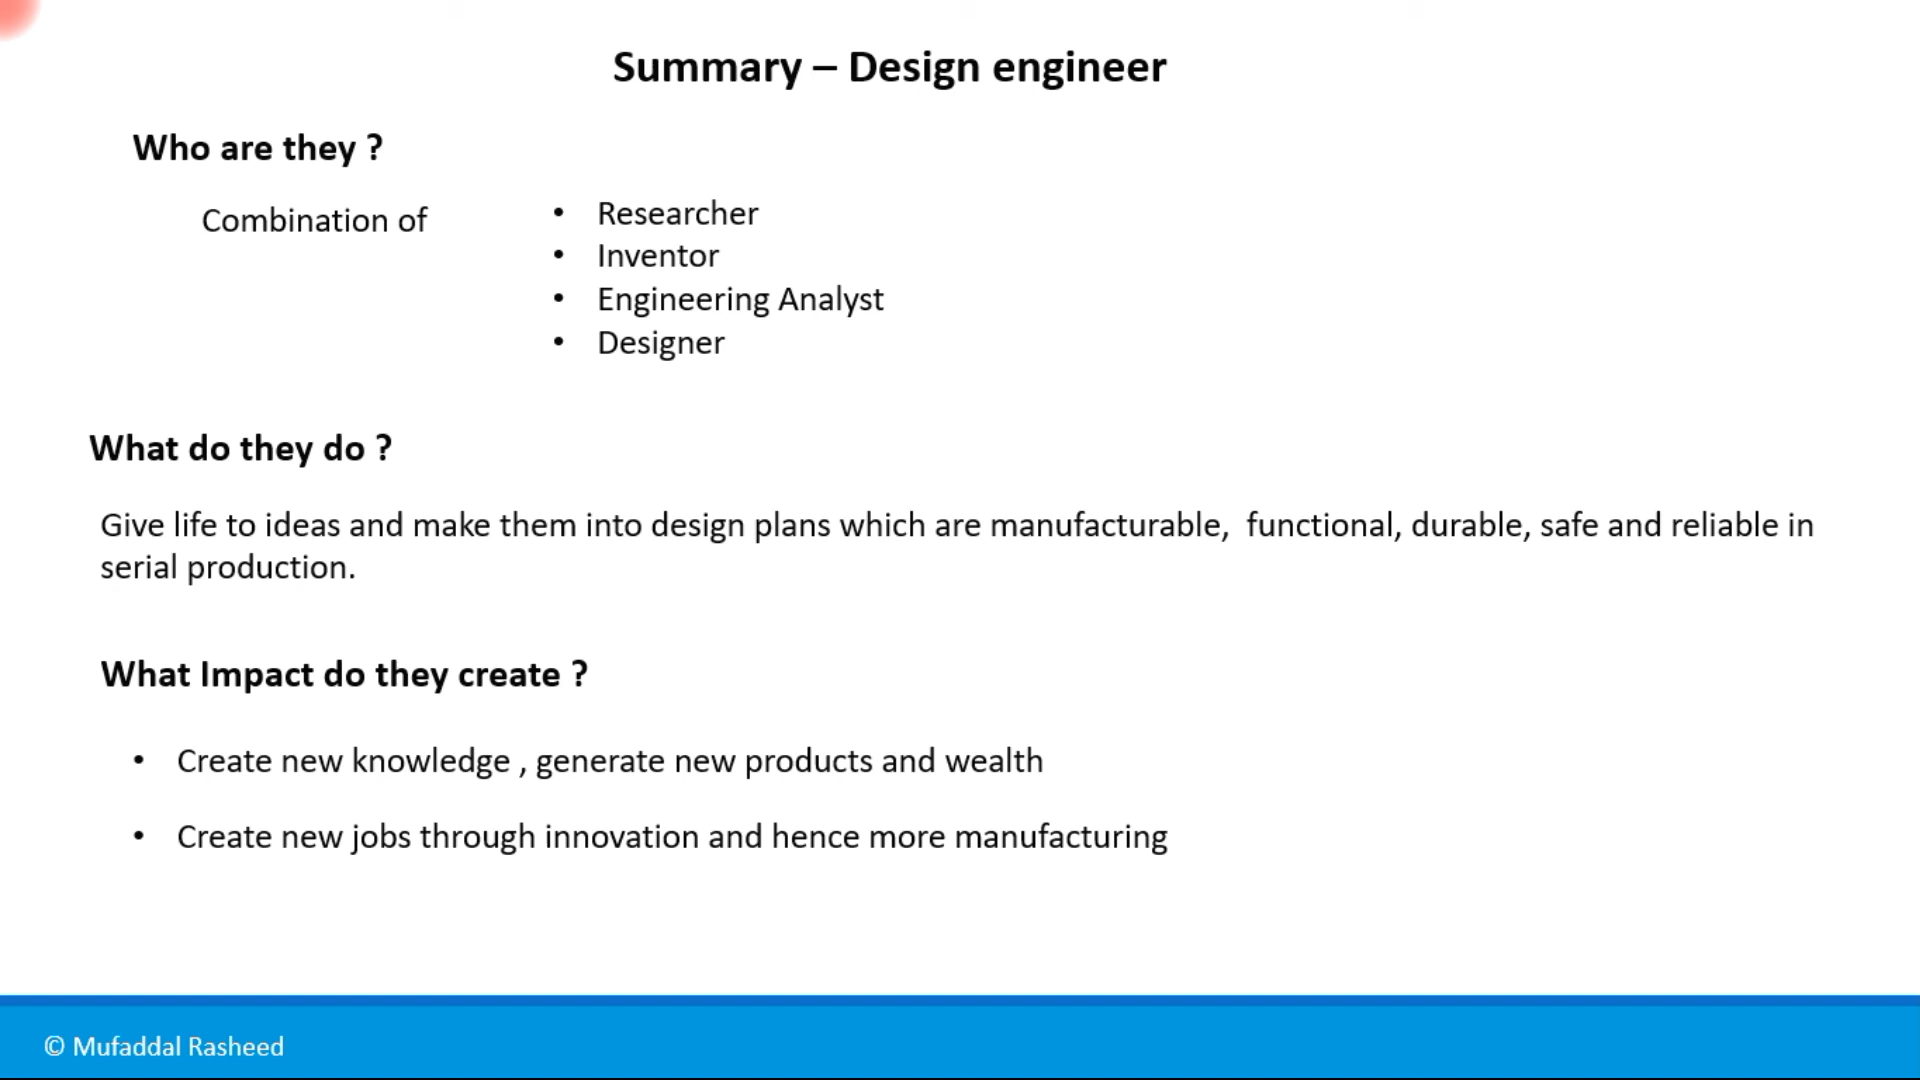 Summary – Design engineer
Who are they ?
Combination of
• Researcher
• Inventor
• Engineering Analyst
• Designer
What do they do ?
Give life to ideas and make them into design plans which are manufacturable,  functional, durable, safe and reliable in
serial production.
What Impact do they create ?
• Create new knowledge , generate new products and wealth
• Create new jobs through innovation and hence more manufacturing
© Mufaddal Rasheed